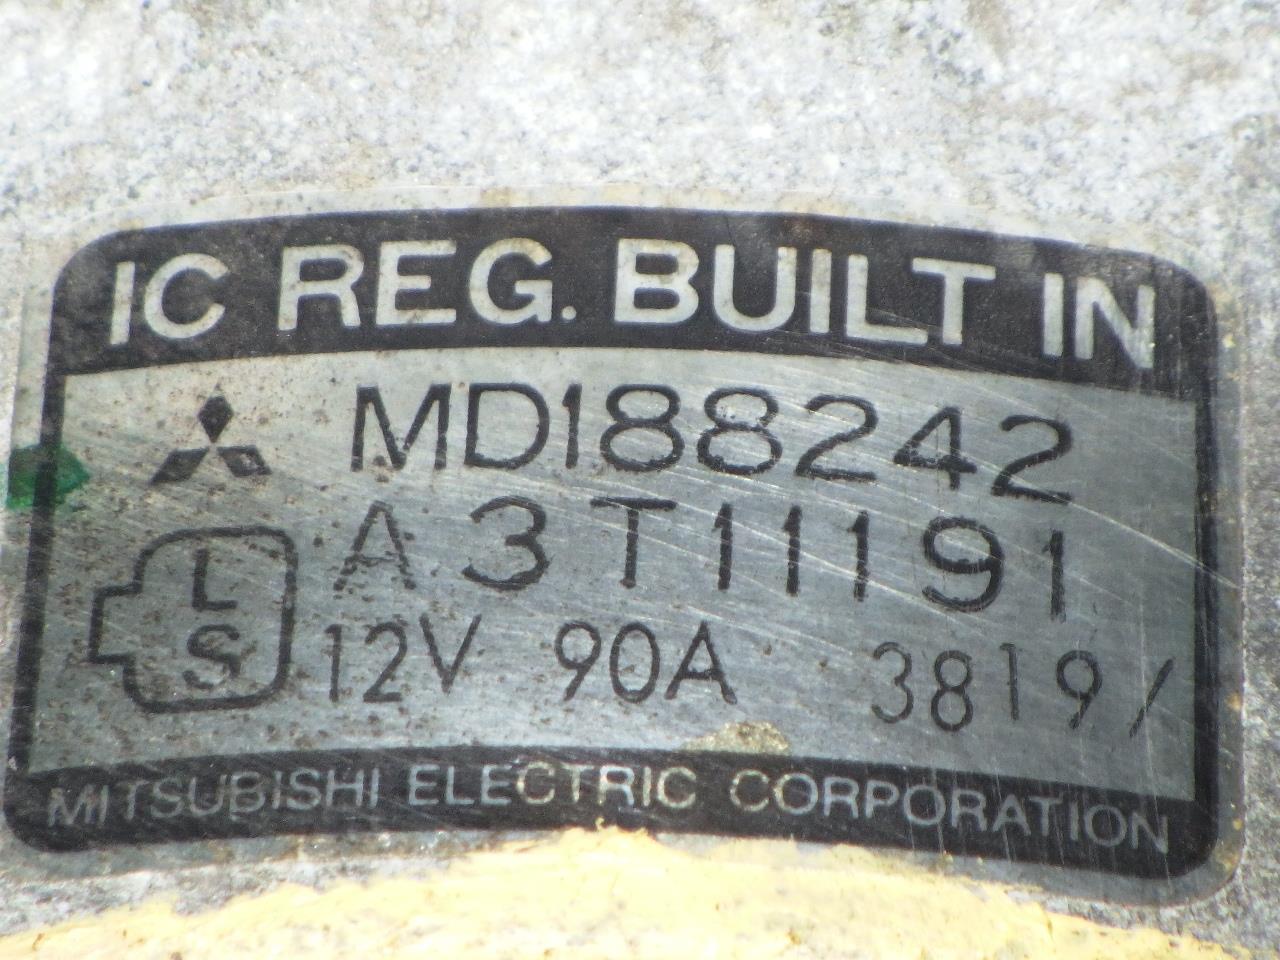 IC REG. BUILT IN
MD188242
A3T11191
L
S
12V 90A 3819/
MITSUBISHI ELECTRIC CORPORATION